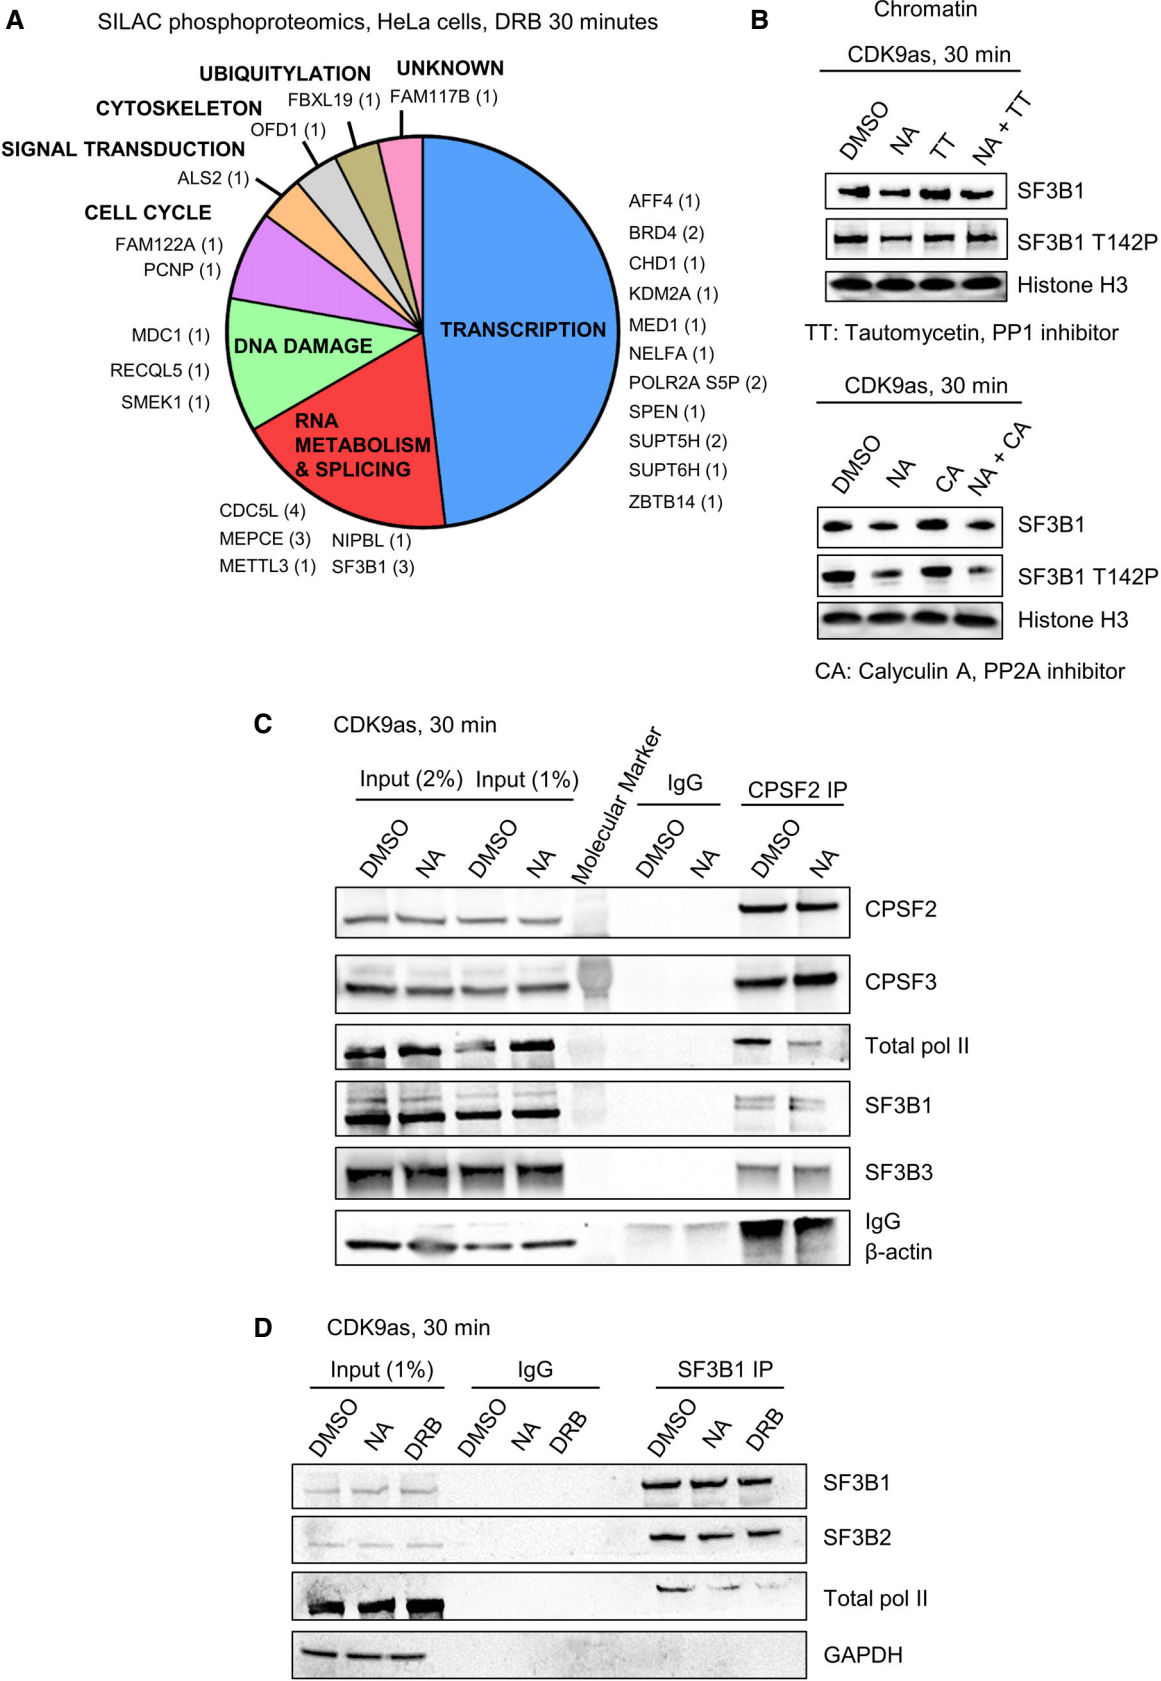 A
SILAC phosphoproteomics, HeLa cells, DRB 30 minutes
UBIQUITYLATION
FBXL19 (1)
UNKNOWN
FAM117B (1)
CYTOSKELETON
OFD1 (1)
SIGNAL TRANSDUCTION
ALS2 (1)
CELL CYCLE
FAM122A (1)
PCNP (1)
MDC1 (1)
RECQL5 (1)
SMEK1 (1)
DNA DAMAGE
TRANSCRIPTION
RNA
METABOLISM
& SPLICING
CDC5L (4)
MEPCE (3) NIPBL (1)
METTL3 (1) SF3B1 (3)
AFF4 (1)
BRD4 (2)
CHD1 (1)
KDM2A (1)
MED1 (1)
NELFA (1)
POLR2A S5P (2)
SPEN (1)
SUPT5H (2)
SUPT6H (1)
ZBTB14 (1)
B
Chromatin
CDK9as, 30 min
DMSO NA TT NA + TT
SF3B1
SF3B1 T142P
Histone H3
TT: Tautomycetin, PP1 inhibitor
CDK9as, 30 min
DMSO NA CA NA + CA
SF3B1
SF3B1 T142P
Histone H3
CA: Calyculin A, PP2A inhibitor
C
CDK9as, 30 min
Input (2%) Input (1%) Molecular Marker IgG CPSF2 IP
DMSO NA DMSO NA DMSO NA DMSO NA
CPSF2
CPSF3
Total pol II
SF3B1
SF3B3
IgG
β-actin
D
CDK9as, 30 min
Input (1%) IgG SF3B1 IP
DMSO NA DRB DMSO NA DRB DMSO NA DRB
SF3B1
SF3B2
Total pol II
GAPDH